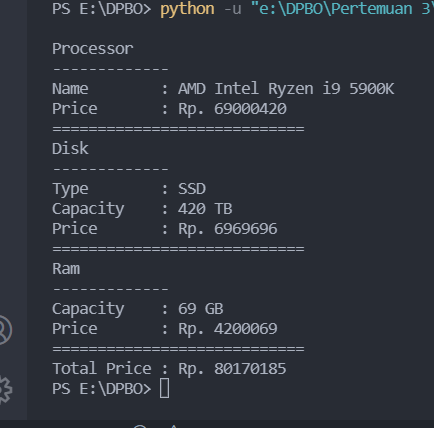 PS E:\DPBO> python -u "e:\DPBO\Pertemuan 3\
Processor
-------------
Name        : AMD Intel Ryzen i9 5900K
Price       : Rp. 69000420
============================
Disk
-------------
Type        : SSD
Capacity    : 420 TB
Price       : Rp. 6969696
============================
Ram
-------------
Capacity    : 69 GB
Price       : Rp. 4200069
============================
Total Price : Rp. 80170185
PS E:\DPBO>